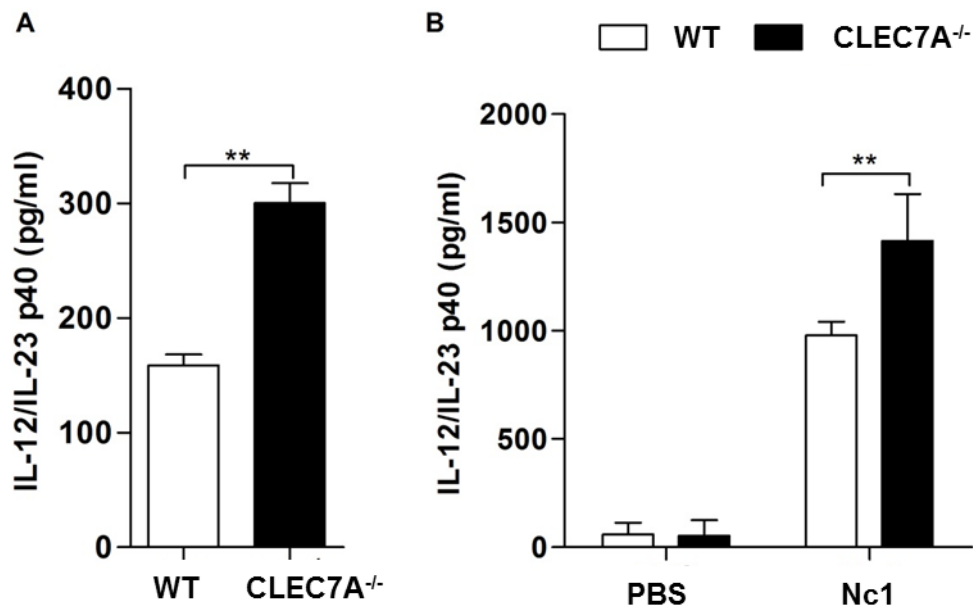 A
IL-12/IL-23 p40 (pg/ml)
400
300
200
100
0
**
WT CLEC7A-/-
B
WT CLEC7A-/-
IL-12/IL-23 p40 (pg/ml)
2000
1500
1000
500
0
**
PBS Nc1